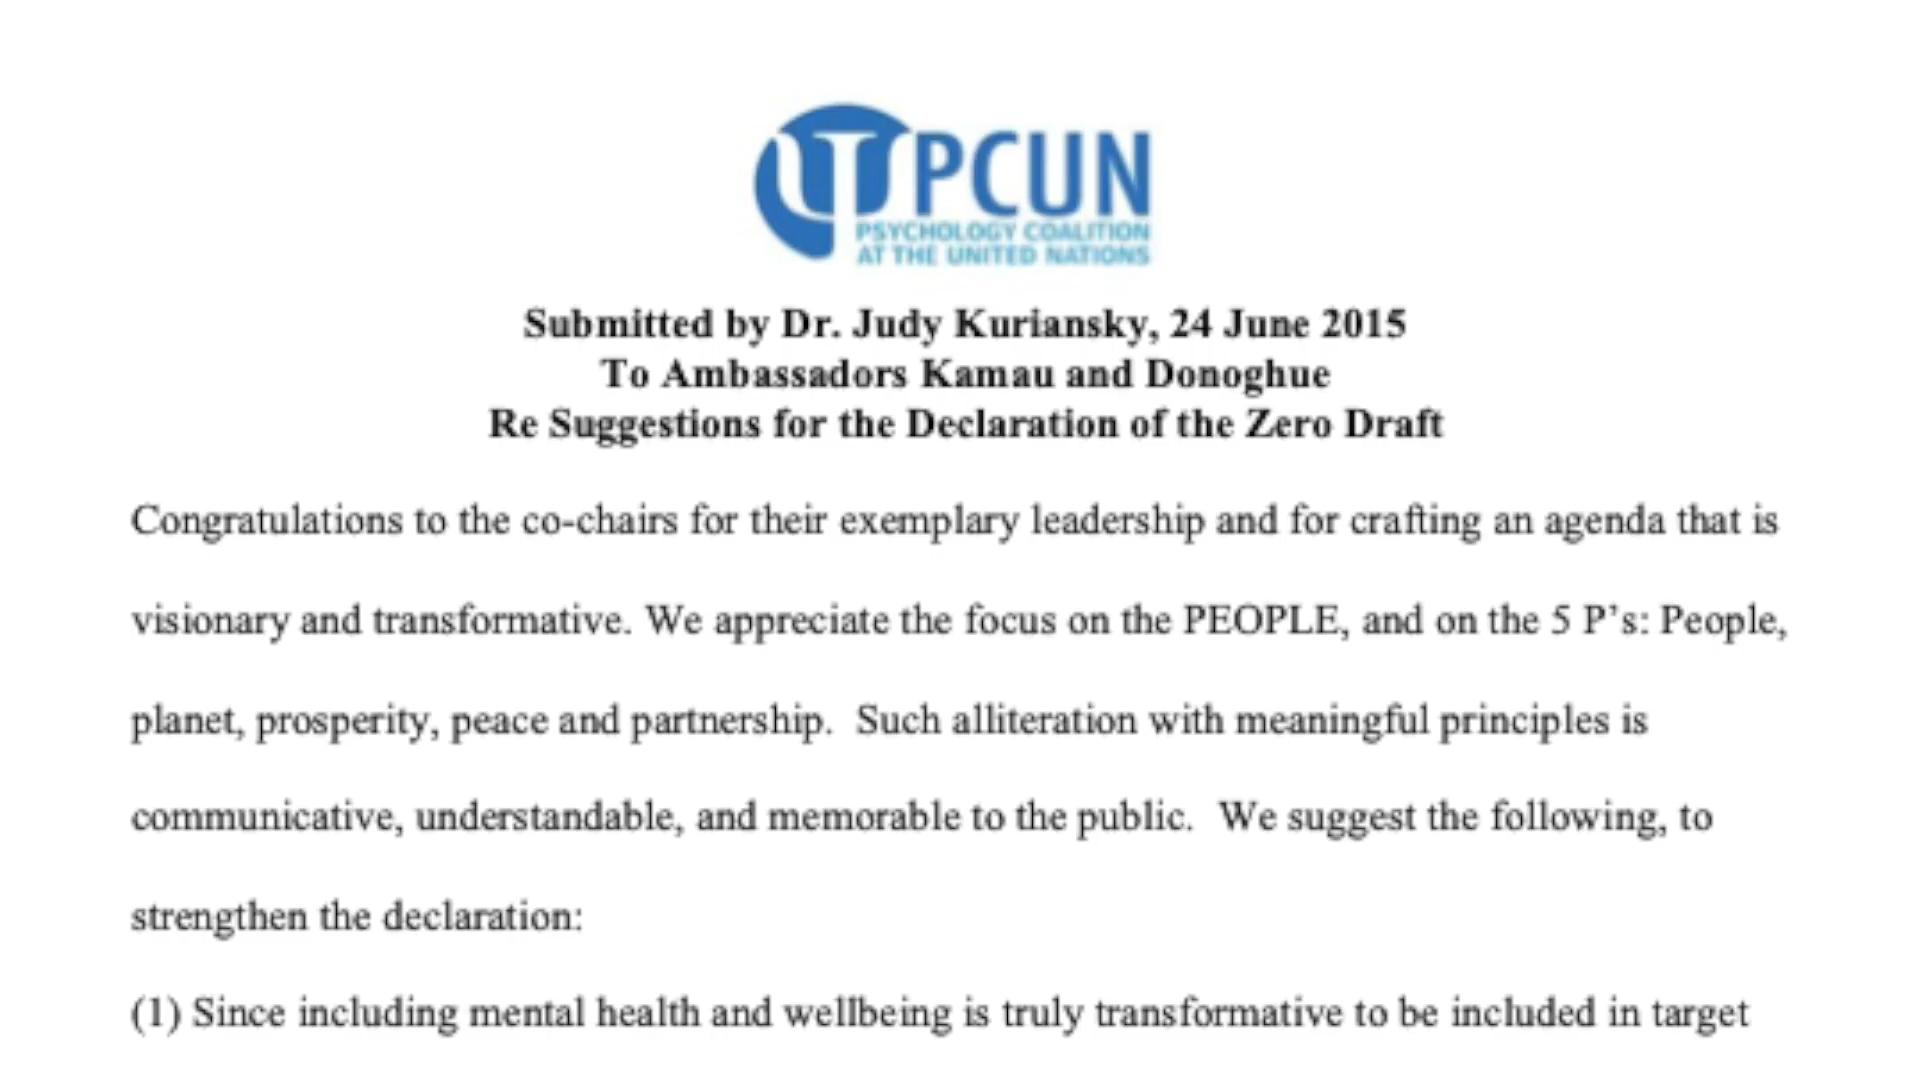 PCUN
PSYCHOLOGY COALITION
AT THE UNITED NATIONS
Submitted by Dr. Judy Kuriansky, 24 June 2015
To Ambassadors Kamau and Donoghue
Re Suggestions for the Declaration of the Zero Draft
Congratulations to the co-chairs for their exemplary leadership and for crafting an agenda that is
visionary and transformative. We appreciate the focus on the PEOPLE, and on the 5 P's: People,
planet, prosperity, peace and partnership.  Such alliteration with meaningful principles is
communicative, understandable, and memorable to the public.  We suggest the following, to
strengthen the declaration:
(1) Since including mental health and wellbeing is truly transformative to be included in target